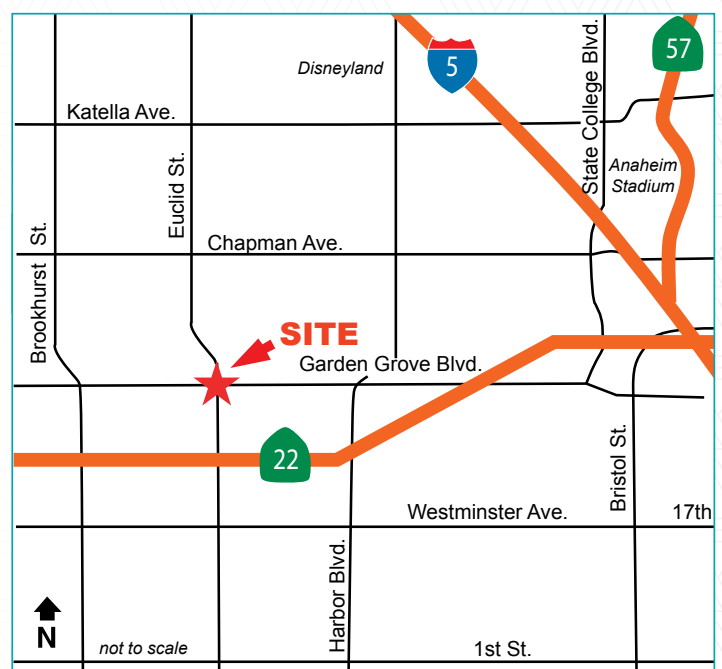 State College Blvd.
57
Disneyland
5
Katella Ave.
Euclid St.
Anaheim
Stadium
Brookhurst St.
Chapman Ave.
SITE
Garden Grove Blvd.
22
Bristol St.
Westminster Ave.
17th
Harbor Blvd.
N
not to scale
1st St.